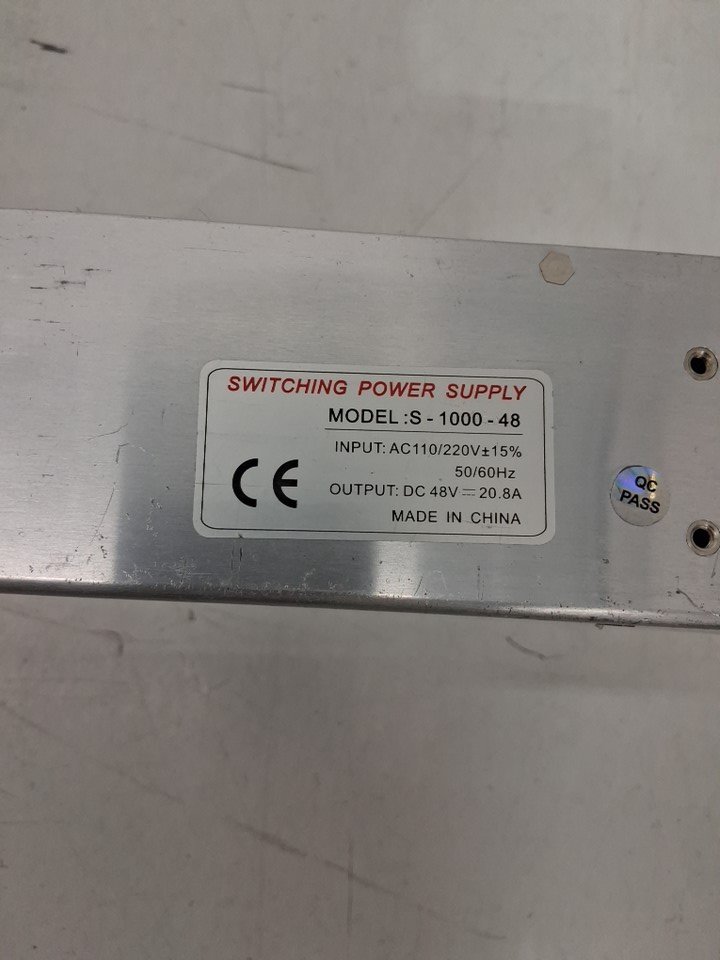 SWITCHING POWER SUPPLY
MODEL :S - 1000 - 48
INPUT: AC110/220V±15%
50/60Hz
CE
OUTPUT: DC 48V⎓20.8A
MADE IN CHINA
QC
PASS